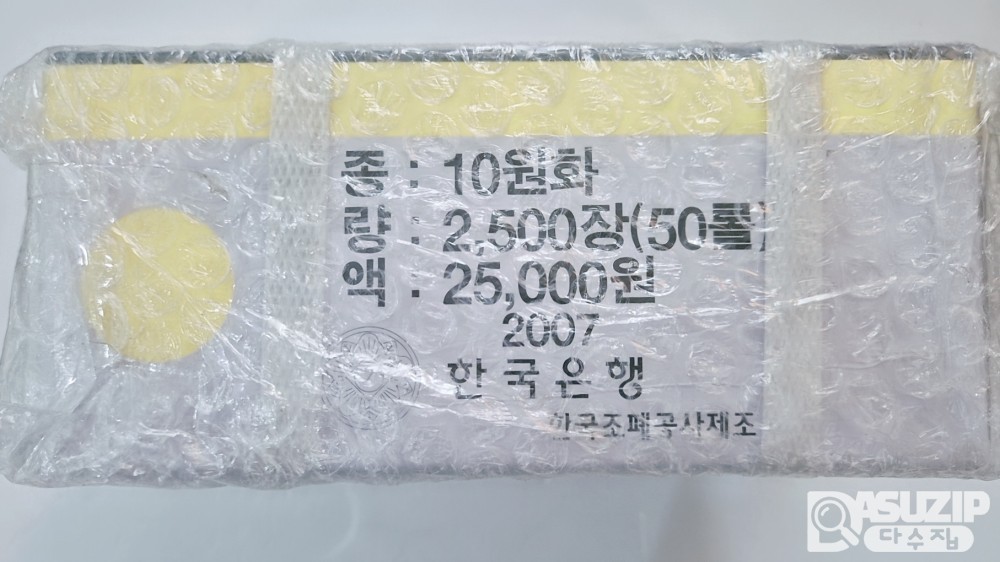 종 : 10원화
량 : 2,500장(50롤)
액 : 25,000원
2007
한국은행
한국조폐공사제조
DASUZIP
다수집